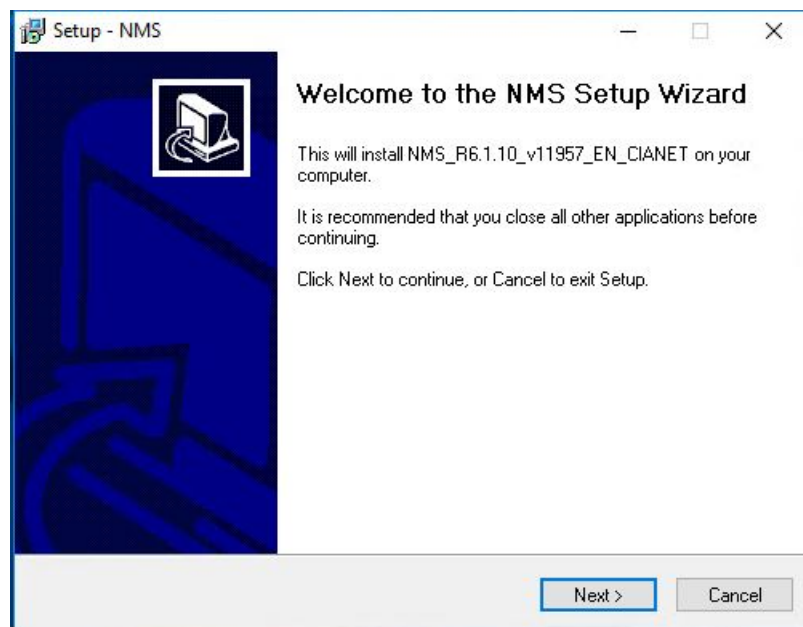 Setup - NMS
Welcome to the NMS Setup Wizard
This will install NMS_R6.1.10_v11957_EN_CIANET on your
computer.
It is recommended that you close all other applications before
continuing.
Click Next to continue, or Cancel to exit Setup.
Next >
Cancel